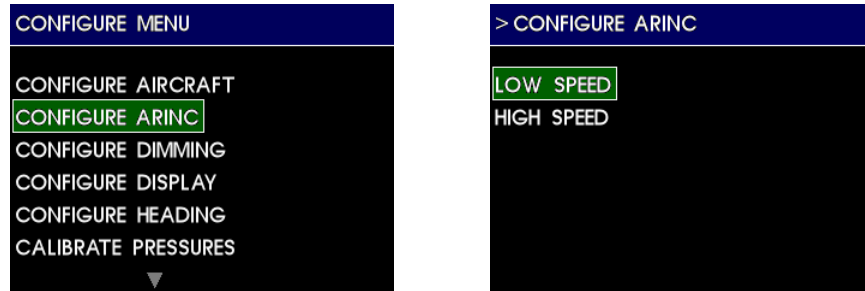 CONFIGURE MENU
CONFIGURE AIRCRAFT
CONFIGURE ARINC
CONFIGURE DIMMING
CONFIGURE DISPLAY
CONFIGURE HEADING
CALIBRATE PRESSURES
> CONFIGURE ARINC
LOW SPEED
HIGH SPEED